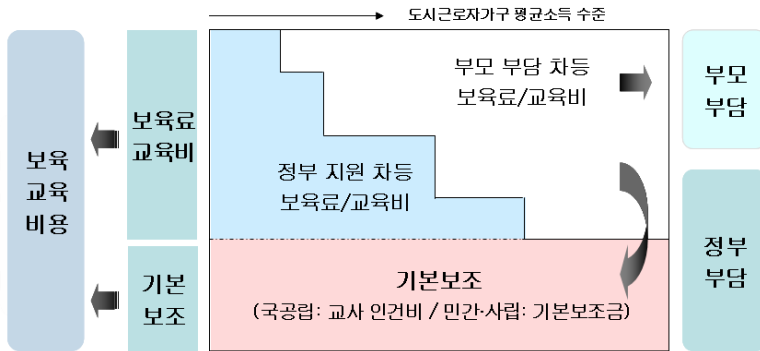 도시근로자가구 평균소득 수준
보육
교육
비용
보육료
교육비
기본
보조
부모 부담 차등
보육료/교육비
정부 지원 차등
보육료/교육비
기본보조
(국공립: 교사 인건비 / 민간·사립: 기본보조금)
부모
부담
정부
부담